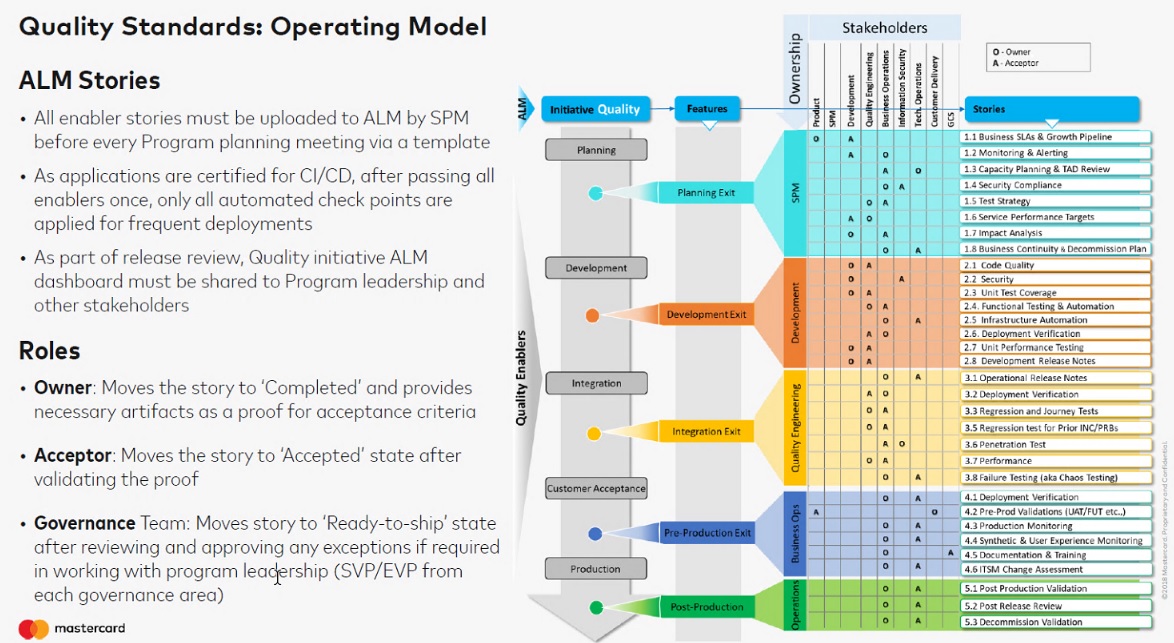 Quality Standards: Operating Model
ALM Stories
• All enabler stories must be uploaded to ALM by SPM
before every Program planning meeting via a template
• As applications are certified for CI/CD, after passing all
enablers once, only all automated check points are
applied for frequent deployments
• As part of release review, Quality initiative ALM
dashboard must be shared to Program leadership and
other stakeholders
Roles
• Owner: Moves the story to ‘Completed’ and provides
necessary artifacts as a proof for acceptance criteria
• Acceptor: Moves the story to ‘Accepted’ state after
validating the proof
• Governance Team: Moves story to ‘Ready-to-ship’ state
after reviewing and approving any exceptions if required
in working with program leadership (SVP/EVP from
each governance area)
mastercard
Stakeholders
O - Owner
A - Acceptor
Ownership
Product
SPM
Development
Quality Engineering
Business Operations
Information Security
Tech. Operations
Customer Delivery
GCS
ALM
Initiative Quality
Features
Stories
Quality Enablers
Planning
Development
Integration
Customer Acceptance
Production
Planning Exit
Development Exit
Integration Exit
Pre-Production Exit
Post-Production
SPM
O A 1.1 Business SLAs & Growth Pipeline
A O 1.2 Monitoring & Alerting
A O 1.3 Capacity Planning & TAD Review
O A 1.4 Security Compliance
O A 1.5 Test Strategy
A O 1.6 Service Performance Targets
O A 1.7 Impact Analysis
O A 1.8 Business Continuity & Decommission Plan
Development
O A 2.1 Code Quality
O A 2.2 Security
O A 2.3 Unit Test Coverage
O A 2.4. Functional Testing & Automation
O A 2.5 Infrastructure Automation
A O 2.6. Deployment Verification
O A 2.7 Unit Performance Testing
O A 2.8 Development Release Notes
Quality Engineering
O A 3.1 Operational Release Notes
A O 3.2 Deployment Verification
O A 3.3 Regression and Journey Tests
O A 3.5 Regression test for Prior INC/PRBs
A O 3.6 Penetration Test
O A 3.7 Performance
O A 3.8 Failure Testing (aka Chaos Testing)
Business Ops
O A 4.1 Deployment Verification
A O 4.2 Pre-Prod Validations (UAT/FUT etc..)
O A 4.3 Production Monitoring
O A 4.4 Synthetic & User Experience Monitoring
O A 4.5 Documentation & Training
O A 4.6 ITSM Change Assessment
Operations
O A 5.1 Post Production Validation
O A 5.2 Post Release Review
O A 5.3 Decommission Validation
©2018 Mastercard. Proprietary and Confidential.